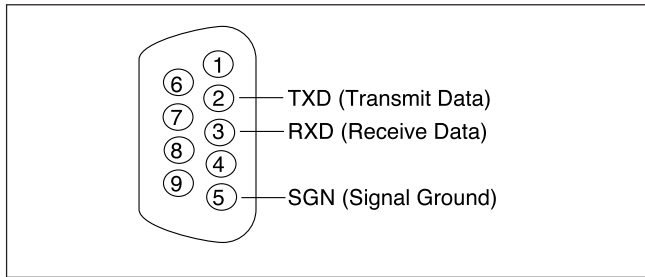 1
6
2 TXD (Transmit Data)
7
3 RXD (Receive Data)
8
4
9
5 SGN (Signal Ground)